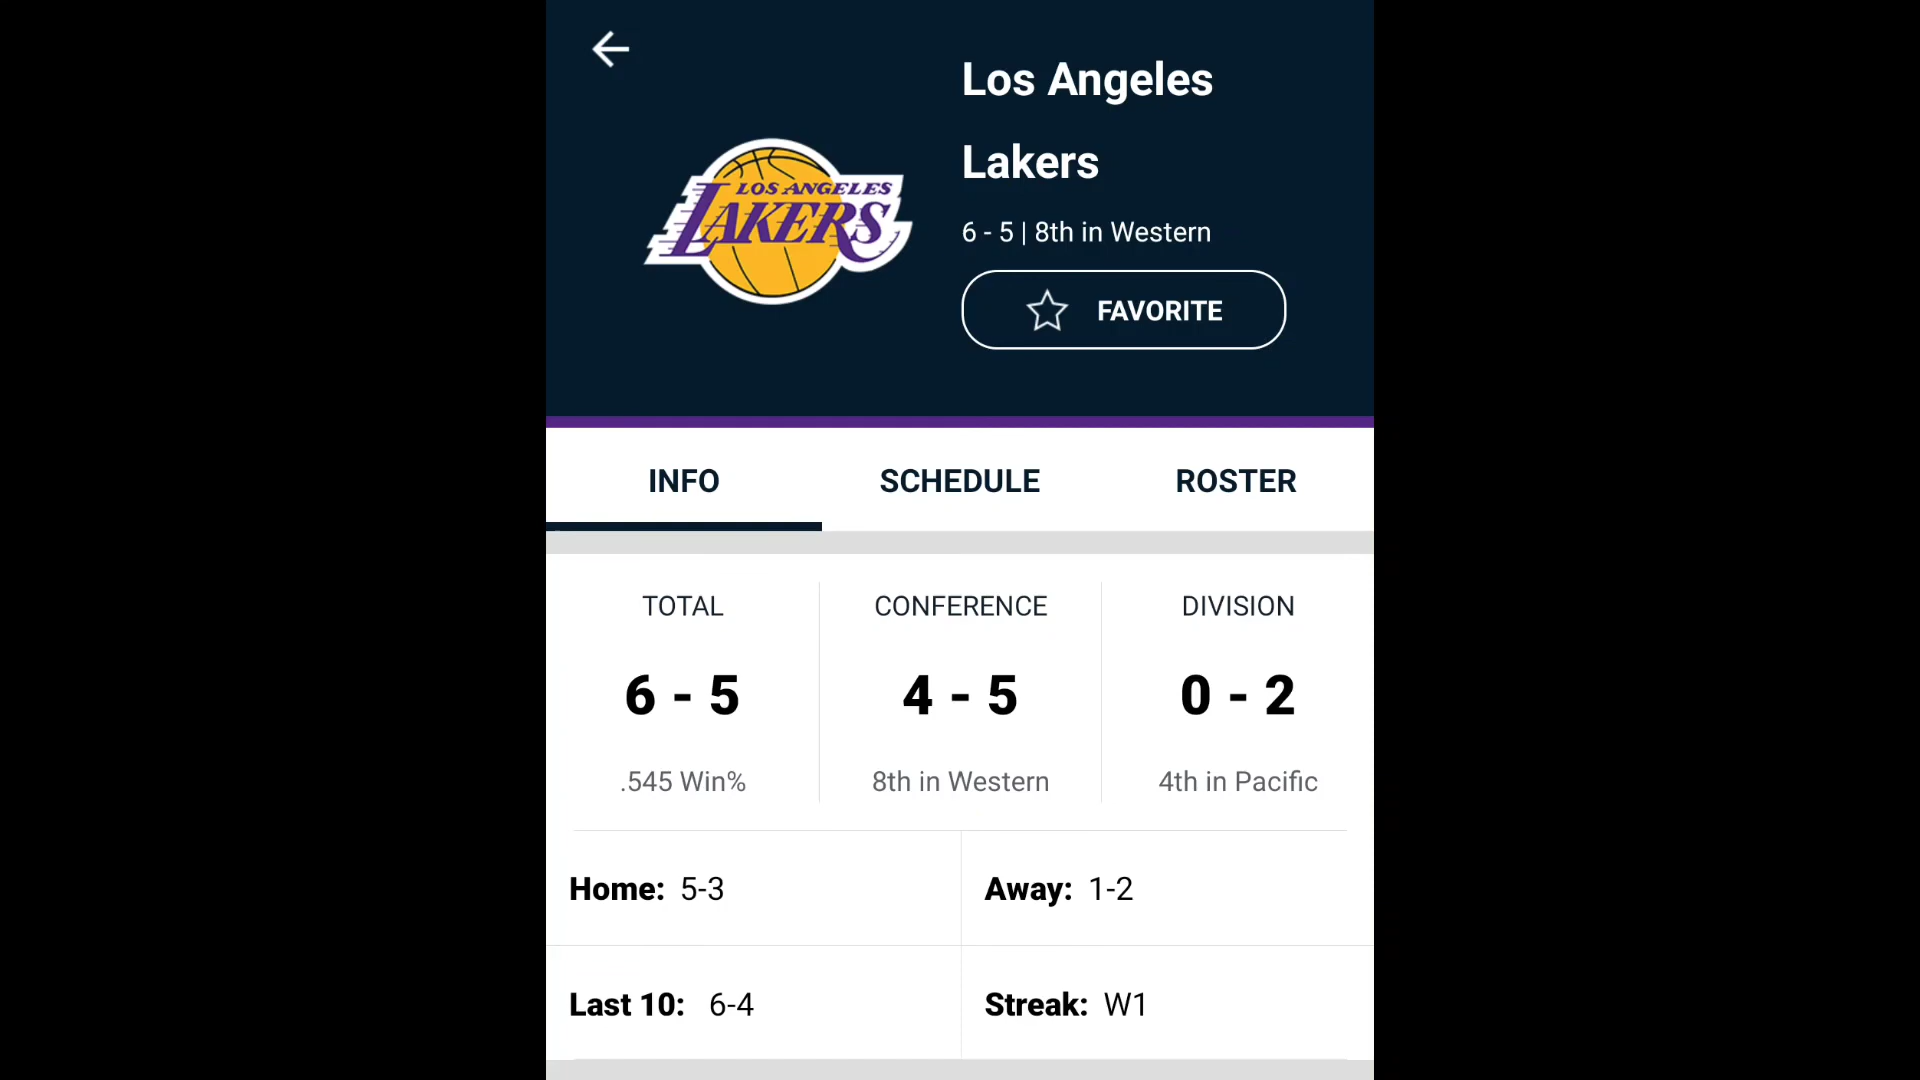 Los Angeles
Lakers
LOS ANGELES
LAKERS
6 - 5 | 8th in Western
FAVORITE
INFO SCHEDULE ROSTER
TOTAL CONFERENCE DIVISION
6 - 5 4 - 5 0 - 2
.545 Win% 8th in Western 4th in Pacific
Home: 5-3 Away: 1-2
Last 10: 6-4 Streak: W1